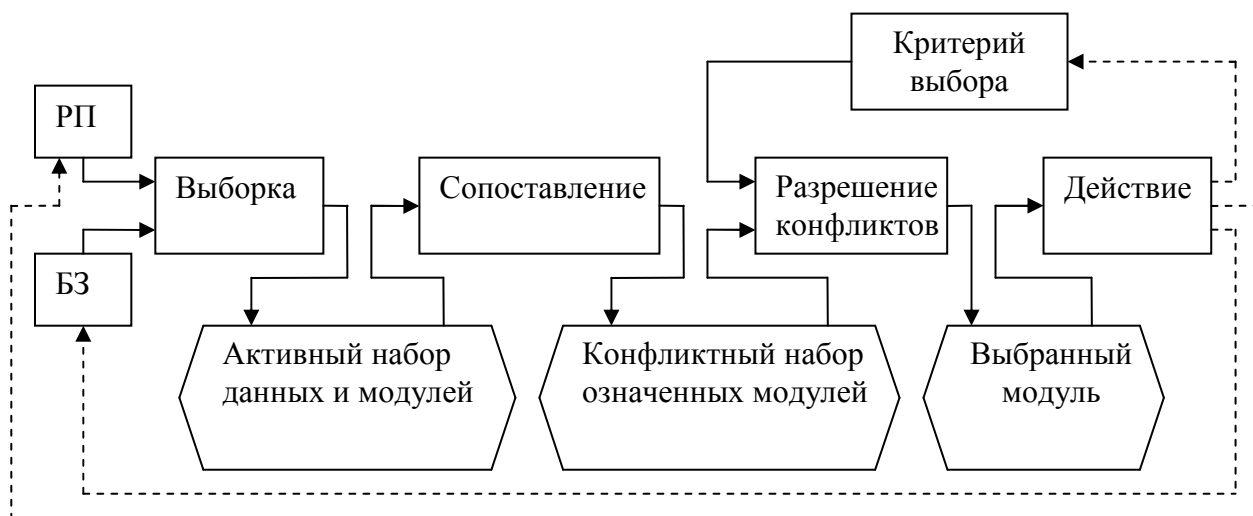 Критерий
выбора
РП
Выборка
Сопоставление
Разрешение
конфликтов
Действие
БЗ
Активный набор
данных и модулей
Конфликтный набор
означенных модулей
Выбранный
модуль